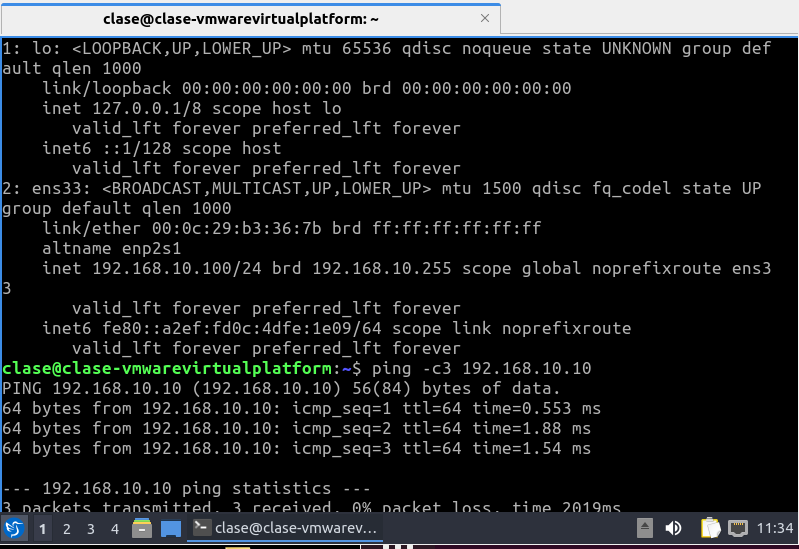 clase@clase-vmwarevirtualplatform: ~ ×
1: lo: <LOOPBACK,UP,LOWER_UP> mtu 65536 qdisc noqueue state UNKNOWN group def
ault qlen 1000
    link/loopback 00:00:00:00:00:00 brd 00:00:00:00:00:00
    inet 127.0.0.1/8 scope host lo
       valid_lft forever preferred_lft forever
    inet6 ::1/128 scope host
       valid_lft forever preferred_lft forever
2: ens33: <BROADCAST,MULTICAST,UP,LOWER_UP> mtu 1500 qdisc fq_codel state UP
group default qlen 1000
    link/ether 00:0c:29:b3:36:7b brd ff:ff:ff:ff:ff:ff
    altname enp2s1
    inet 192.168.10.100/24 brd 192.168.10.255 scope global noprefixroute ens3
3
       valid_lft forever preferred_lft forever
    inet6 fe80::a2ef:fd0c:4dfe:1e09/64 scope link noprefixroute
       valid_lft forever preferred_lft forever
clase@clase-vmwarevirtualplatform:~$ ping -c3 192.168.10.10
PING 192.168.10.10 (192.168.10.10) 56(84) bytes of data.
64 bytes from 192.168.10.10: icmp_seq=1 ttl=64 time=0.553 ms
64 bytes from 192.168.10.10: icmp_seq=2 ttl=64 time=1.88 ms
64 bytes from 192.168.10.10: icmp_seq=3 ttl=64 time=1.54 ms

--- 192.168.10.10 ping statistics ---
3 packets transmitted, 3 received, 0% packet loss, time 2019ms
1 2 3 4 clase@clase-vmwarev... 11:34